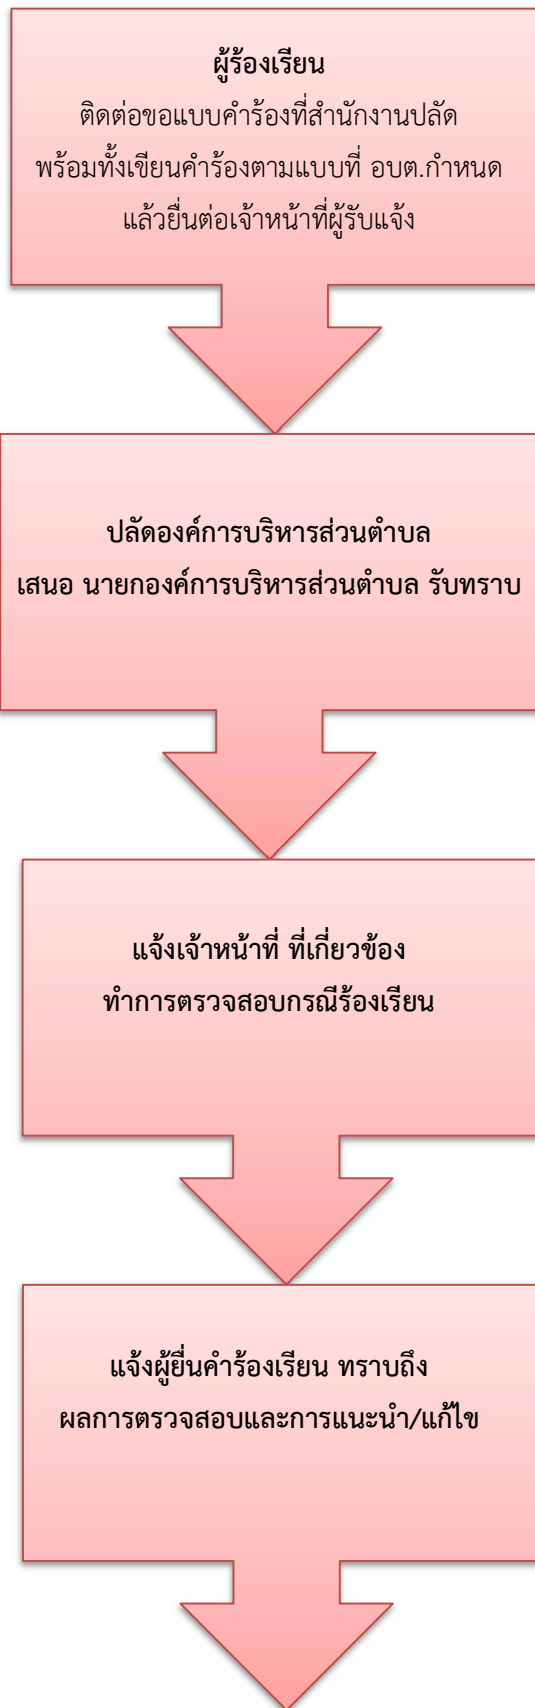 ผู้ร้องเรียน
ติดต่อขอแบบคำร้องที่สำนักงานปลัด
พร้อมทั้งเขียนคำร้องตามแบบที่ อบต.กำหนด
แล้วยื่นต่อเจ้าหน้าที่ผู้รับแจ้ง
ปลัดองค์การบริหารส่วนตำบล
เสนอ นายกองค์การบริหารส่วนตำบล รับทราบ
แจ้งเจ้าหน้าที่ ที่เกี่ยวข้อง
ทำการตรวจสอบกรณีร้องเรียน
แจ้งผู้ยื่นคำร้องเรียน ทราบถึง
ผลการตรวจสอบและการแนะนำ/แก้ไข